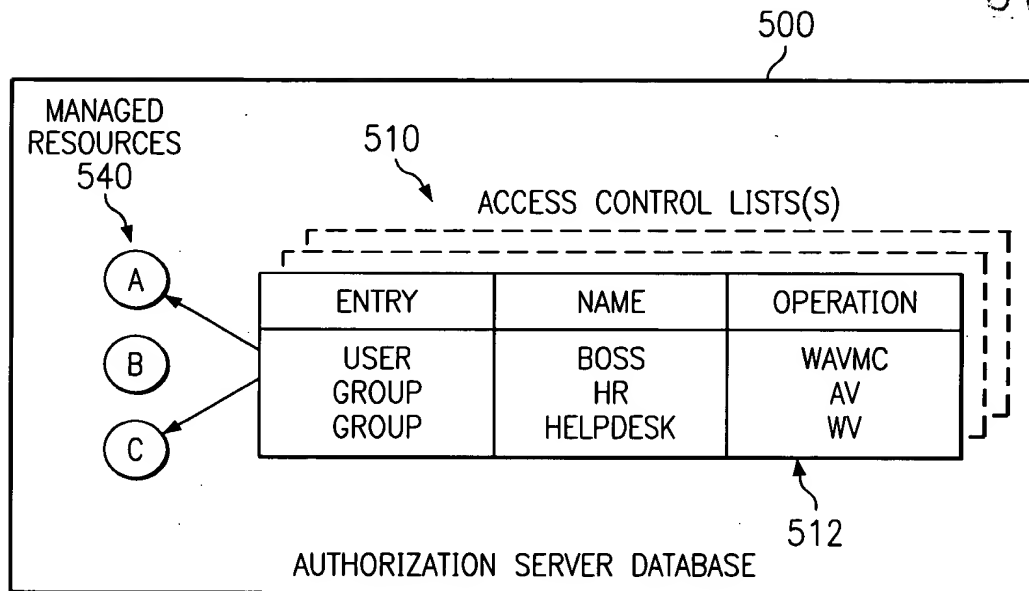 500
MANAGED
RESOURCES
540
510
ACCESS CONTROL LISTS(S)
A
B
C
ENTRY NAME OPERATION
USER BOSS WAVMC
GROUP HR AV
GROUP HELPDESK WV
512
AUTHORIZATION SERVER DATABASE